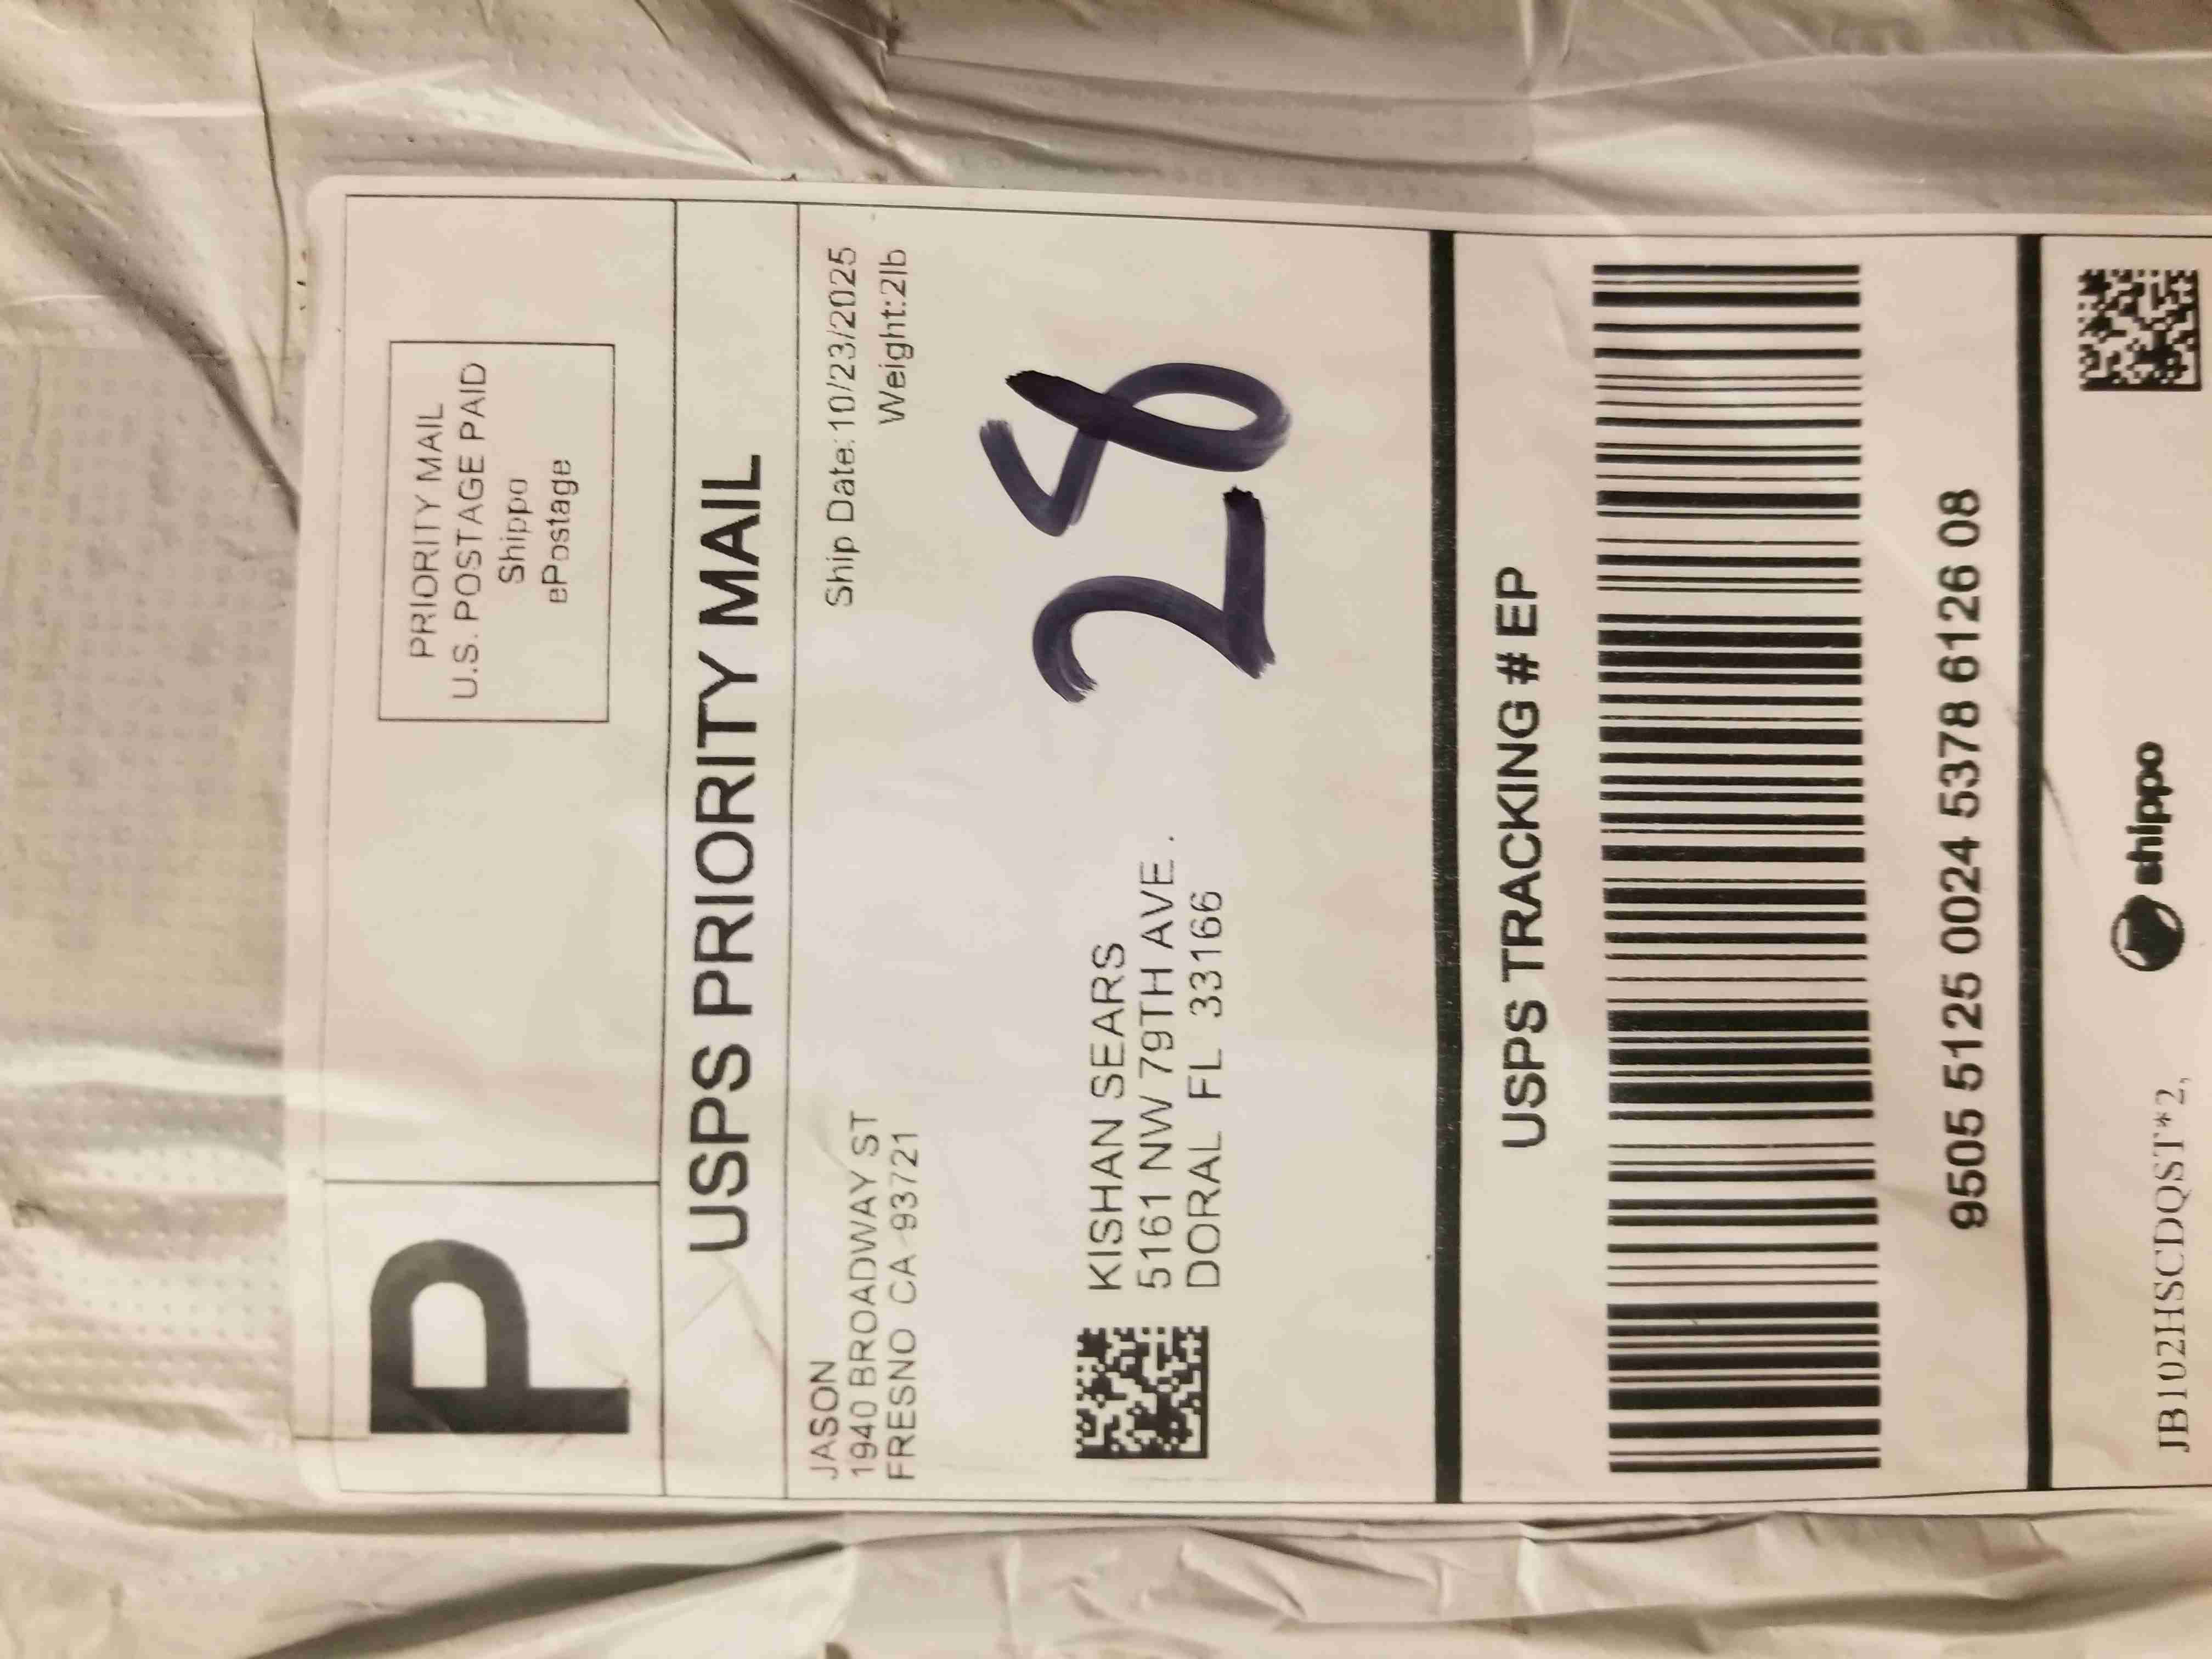 P
PRIORITY MAIL
U.S. POSTAGE PAID
Shippo
ePostage
USPS PRIORITY MAIL
JASON
1940 BROADWAY ST
FRESNO CA 93721
Ship Date:10/23/2025
Weight:2lb
28
KISHAN SEARS
5161 NW 79TH AVE .
DORAL FL 33166
USPS TRACKING # EP
9505 5125 0024 5378 6126 08
shippo
JB102HSCDQST*2,